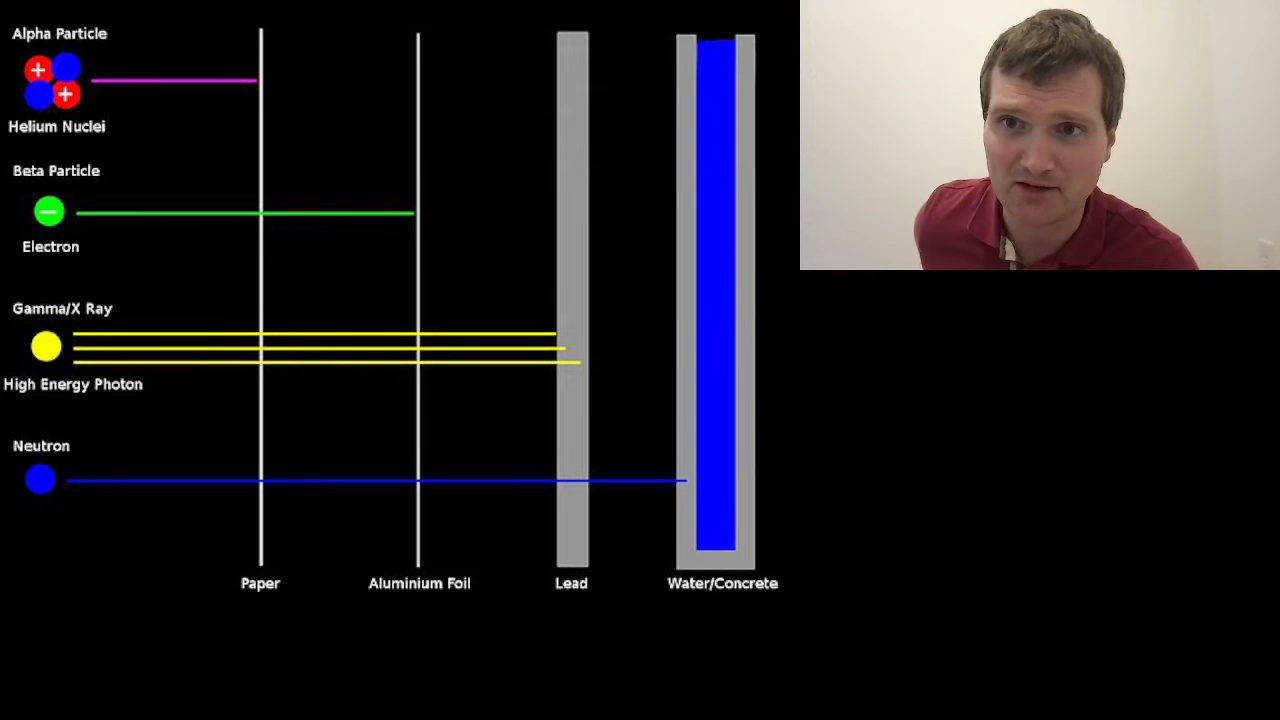 Alpha Particle
+
+
Helium Nuclei
Beta Particle
−
Electron
Gamma/X Ray
High Energy Photon
Neutron
Paper
Aluminium Foil
Lead
Water/Concrete